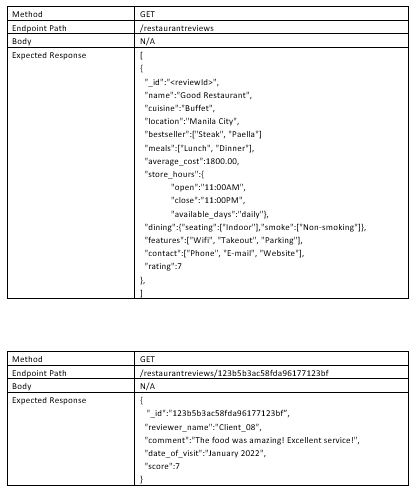 Method GET
Endpoint Path /restaurantreviews
Body N/A
Expected Response [
{
"_id":"<reviewId>",
"name":"Good Restaurant",
"cuisine":"Buffet",
"location":"Manila City",
"bestseller":["Steak", "Paella"]
"meals":["Lunch", "Dinner"],
"average_cost":1800.00,
"store_hours":{
"open":"11:00AM",
"close":"11:00PM",
"available_days":"daily"},
"dining":{"seating":["Indoor"],"smoke":["Non-smoking"]},
"features":["Wifi", "Takeout", "Parking"],
"contact":["Phone", "E-mail", "Website"],
"rating":7
},
]
Method GET
Endpoint Path /restaurantreviews/123b5b3ac58fda96177123bf
Body N/A
Expected Response {
"_id":"123b5b3ac58fda96177123bf",
"reviewer_name":"Client_08",
"comment":"The food was amazing! Excellent service!",
"date_of_visit":"January 2022",
"score":7
}